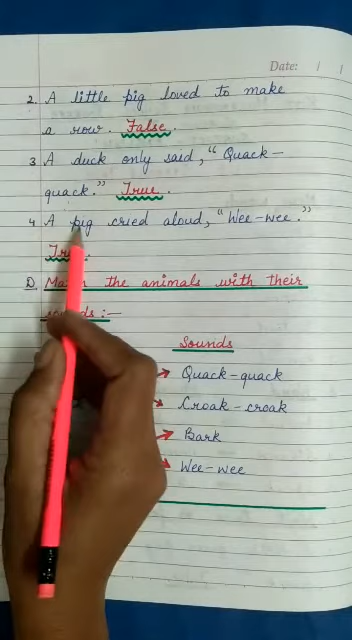 Date: / /
2. A little pig loved to make
a row. False.
3 A duck only said, "Quack-
quack." True.
4 A pig cried aloud, "Wee-wee."
D. the animals with their
sounds :-
Sounds
Quack-quack
Croak-croak
Bark
Wee-wee